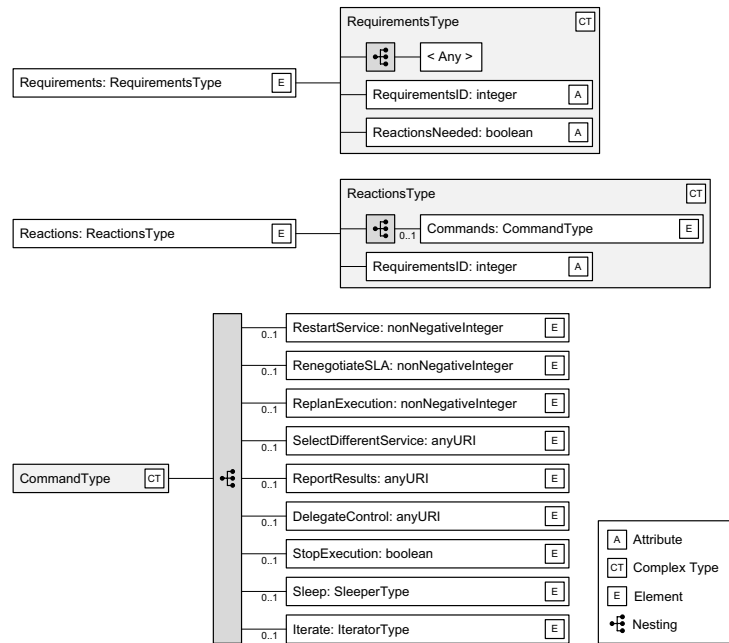 RequirementsType CT
< Any >
Requirements: RequirementsType E
RequirementsID: integer A
ReactionsNeeded: boolean A
ReactionsType CT
0..1 Commands: CommandType E
Reactions: ReactionsType E
RequirementsID: integer A
0..1 RestartService: nonNegativeInteger E
0..1 RenegotiateSLA: nonNegativeInteger E
0..1 ReplanExecution: nonNegativeInteger E
0..1 SelectDifferentService: anyURI E
CommandType CT
0..1 ReportResults: anyURI E
0..1 DelegateControl: anyURI E
0..1 StopExecution: boolean E
0..1 Sleep: SleeperType E
0..1 Iterate: IteratorType E
A Attribute
CT Complex Type
E Element
Nesting